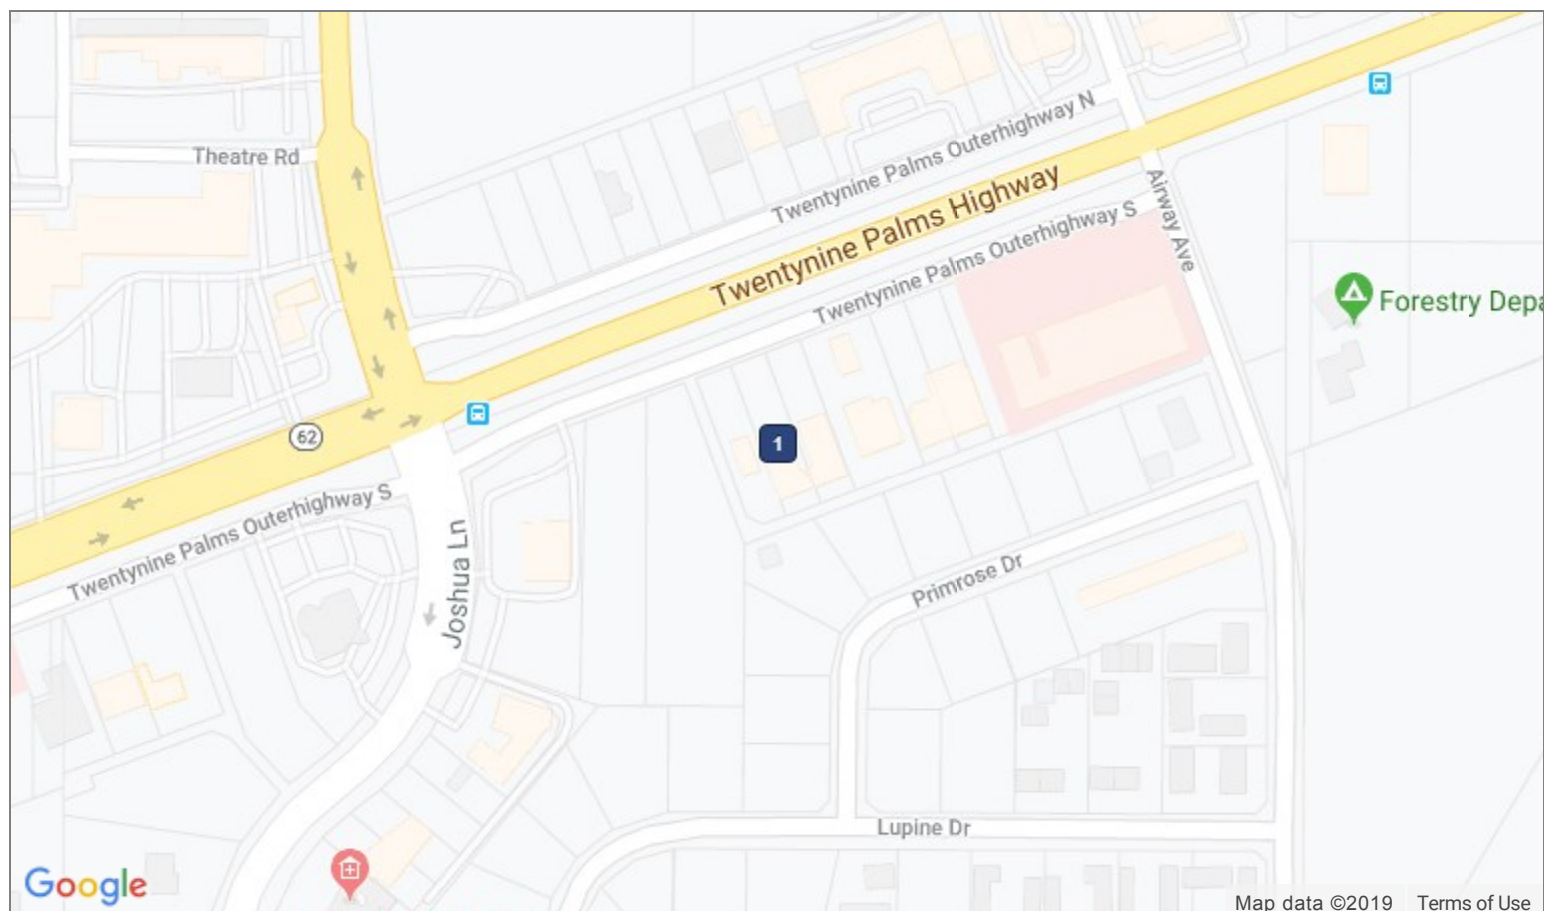 Theatre Rd
Twentynine Palms Outerhighway N
Twentynine Palms Highway
Airway Ave
Twentynine Palms Outerhighway S
Forestry Depa
62
1
Twentynine Palms Outerhighway S
Joshua Ln
Primrose Dr
Lupine Dr
Google
Map data ©2019 Terms of Use